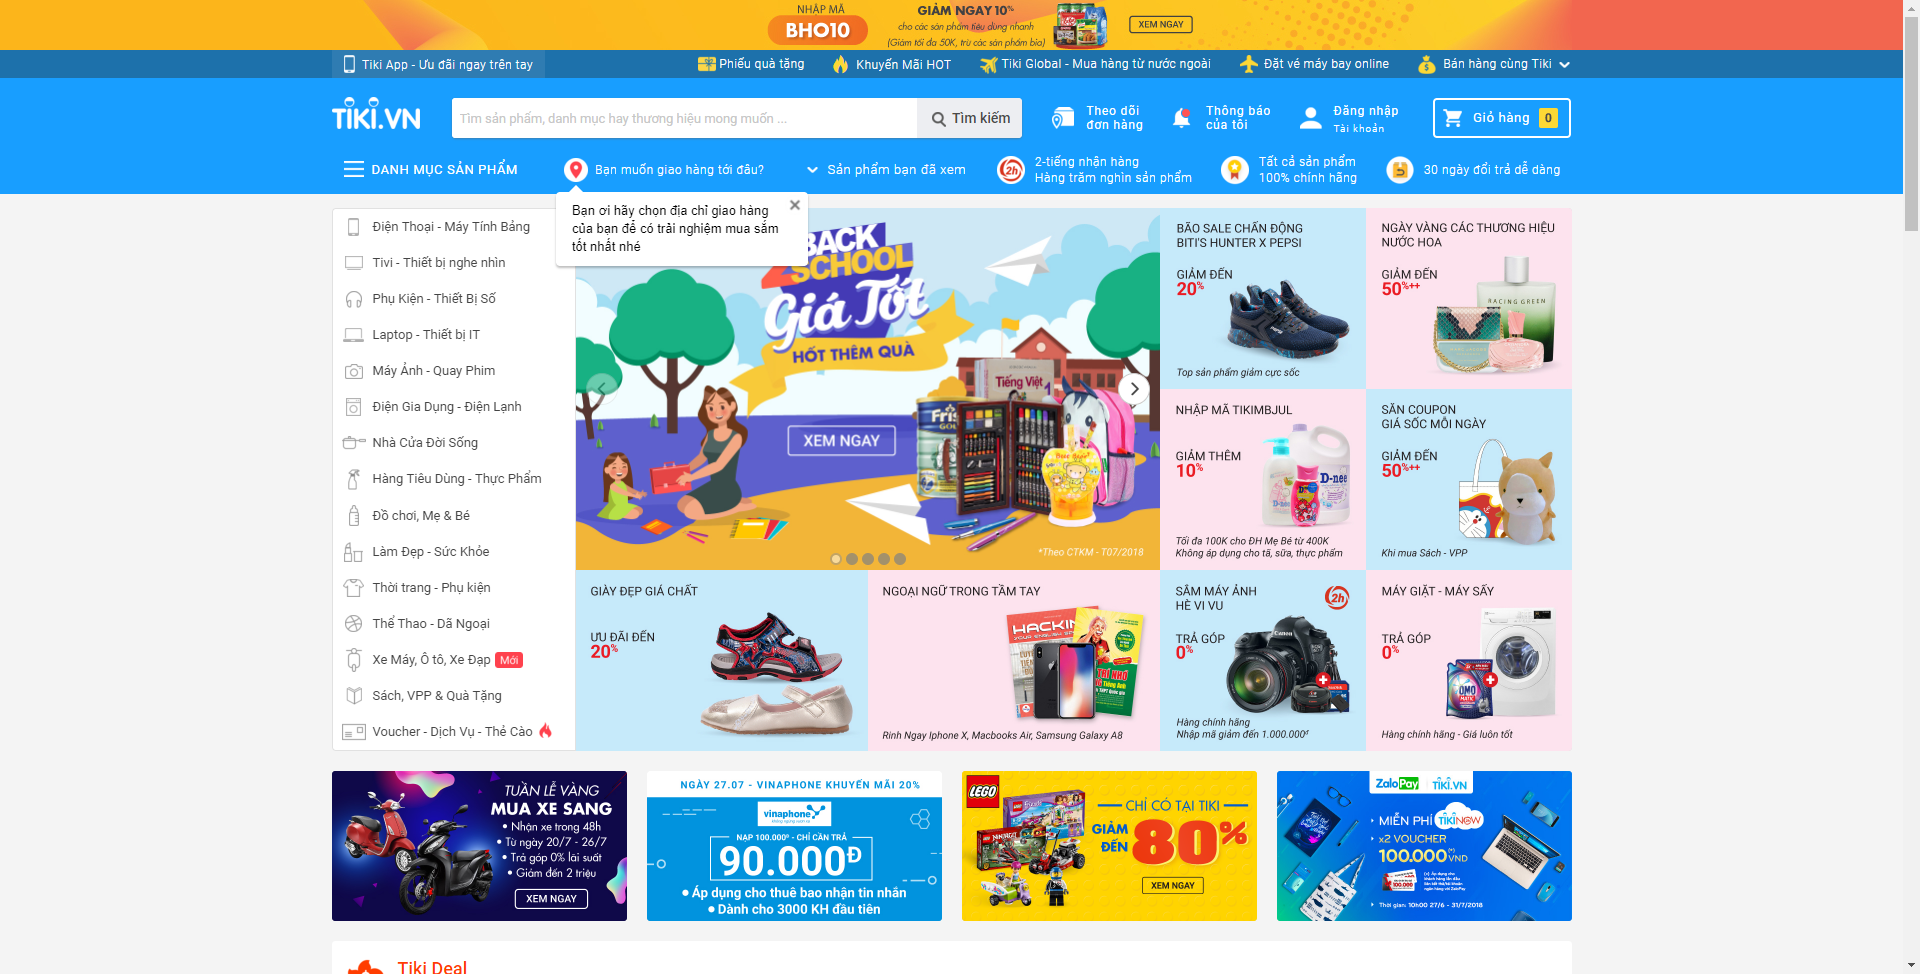 NHẬP MÃ
BHO10
GIẢM NGAY 10%
cho các sản phẩm tiêu dùng nhanh
(Giảm tối đa 50K, trừ các sản phẩm bia)
XEM NGAY
Tiki App - Ưu đãi ngay trên tay
Phiếu quà tặng
Khuyến Mãi HOT
Tiki Global - Mua hàng từ nước ngoài
Đặt vé máy bay online
Bán hàng cùng Tiki
TIKI.VN
Tìm sản phẩm, danh mục hay thương hiệu mong muốn ...
Tìm kiếm
Theo dõi
đơn hàng
Thông báo
của tôi
Đăng nhập
Tài khoản
Giỏ hàng 0
DANH MỤC SẢN PHẨM
Bạn muốn giao hàng tới đâu?
Sản phẩm bạn đã xem
2h
2-tiếng nhận hàng
Hàng trăm nghìn sản phẩm
Tất cả sản phẩm
100% chính hãng
30 ngày đổi trả dễ dàng
Bạn ơi hãy chọn địa chỉ giao hàng
của bạn để có trải nghiệm mua sắm
tốt nhất nhé
Điện Thoại - Máy Tính Bảng
Tivi - Thiết bị nghe nhìn
Phụ Kiện - Thiết Bị Số
Laptop - Thiết bị IT
Máy Ảnh - Quay Phim
Điện Gia Dụng - Điện Lạnh
Nhà Cửa Đời Sống
Hàng Tiêu Dùng - Thực Phẩm
Đồ chơi, Mẹ & Bé
Làm Đẹp - Sức Khỏe
Thời trang - Phụ kiện
Thể Thao - Dã Ngoại
Xe Máy, Ô tô, Xe Đạp Mới
Sách, VPP & Quà Tặng
Voucher - Dịch Vụ - Thẻ Cào
BACK
SCHOOL
Giá Tốt
HỐT THÊM QUÀ
Tiếng Việt 1
XEM NGAY
*Theo CTKM - T07/2018
BÃO SALE CHẤN ĐỘNG
BITI'S HUNTER X PEPSI
GIẢM ĐẾN
20%
Top sản phẩm giảm cực sốc
NGÀY VÀNG CÁC THƯƠNG HIỆU
NƯỚC HOA
GIẢM ĐẾN
50%++
RACING GREEN
NHẬP MÃ TIKIMBJUL
GIẢM THÊM
10%
D-nee
Tối đa 100K cho ĐH Mẹ Bé từ 400K
Không áp dụng cho tã, sữa, thực phẩm
SĂN COUPON
GIÁ SỐC MỖI NGÀY
GIẢM ĐẾN
50%++
Khi mua Sách - VPP
GIÀY ĐẸP GIÁ CHẤT
ƯU ĐÃI ĐẾN
20%
NGOẠI NGỮ TRONG TẦM TAY
HACKING
Rinh Ngay Iphone X, Macbooks Air, Samsung Galaxy A8
SẮM MÁY ẢNH
HÈ VI VU
2h
TRẢ GÓP
0%
Canon
Hàng chính hãng
Nhập mã giảm đến 1.000.000đ
MÁY GIẶT - MÁY SẤY
TRẢ GÓP
0%
OMO
MATIC
Hàng chính hãng - Giá luôn tốt
TUẦN LỄ VÀNG
MUA XE SANG
• Nhận xe trong 48h
• Từ ngày 20/7 - 26/7
• Trả góp 0% lãi suất
• Giảm đến 2 triệu
XEM NGAY
NGÀY 27.07 - VINAPHONE KHUYẾN MÃI 20%
vinaphone
NẠP 100.000đ - CHỈ CẦN TRẢ
90.000Đ
• Áp dụng cho thuê bao nhận tin nhắn
• Dành cho 3000 KH đầu tiên
LEGO
CHỈ CÓ TẠI TIKI
GIẢM
ĐẾN
80%
XEM NGAY
ZaloPay TIKI.VN
MIỄN PHÍ TIKINOW
x2 VOUCHER
100.000(*)VND
Thời gian: 10h00 27/6 - 31/7/2018
Tiki Deal